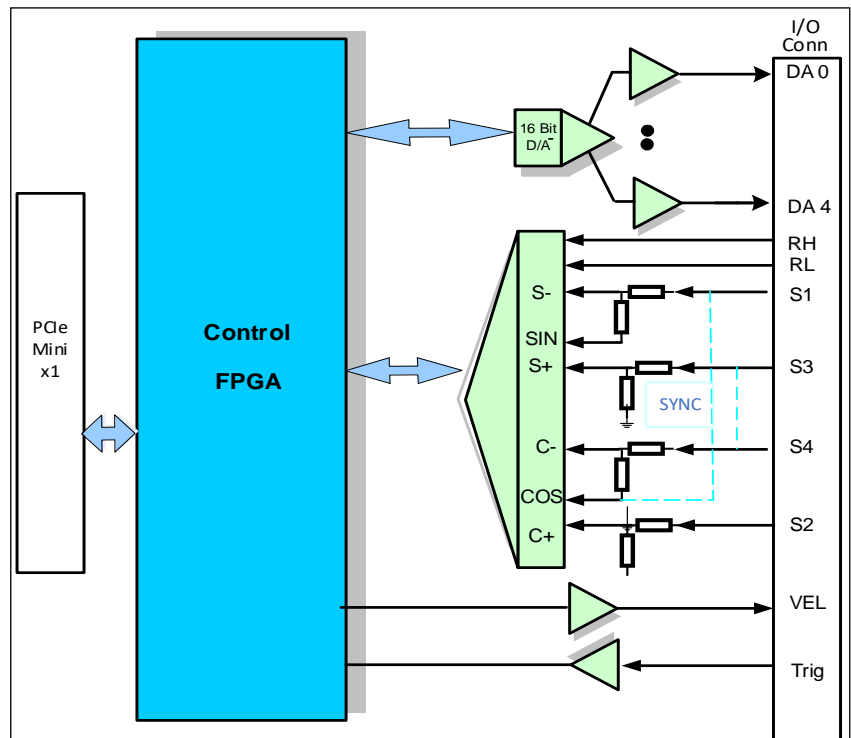 I/O
Conn
DA 0
16 Bit
D/A
DA 4
RH
RL
S-
S1
SIN
S+
S3
PCIe
Mini
x1
Control
FPGA
SYNC
C-
S4
COS
C+
S2
VEL
Trig